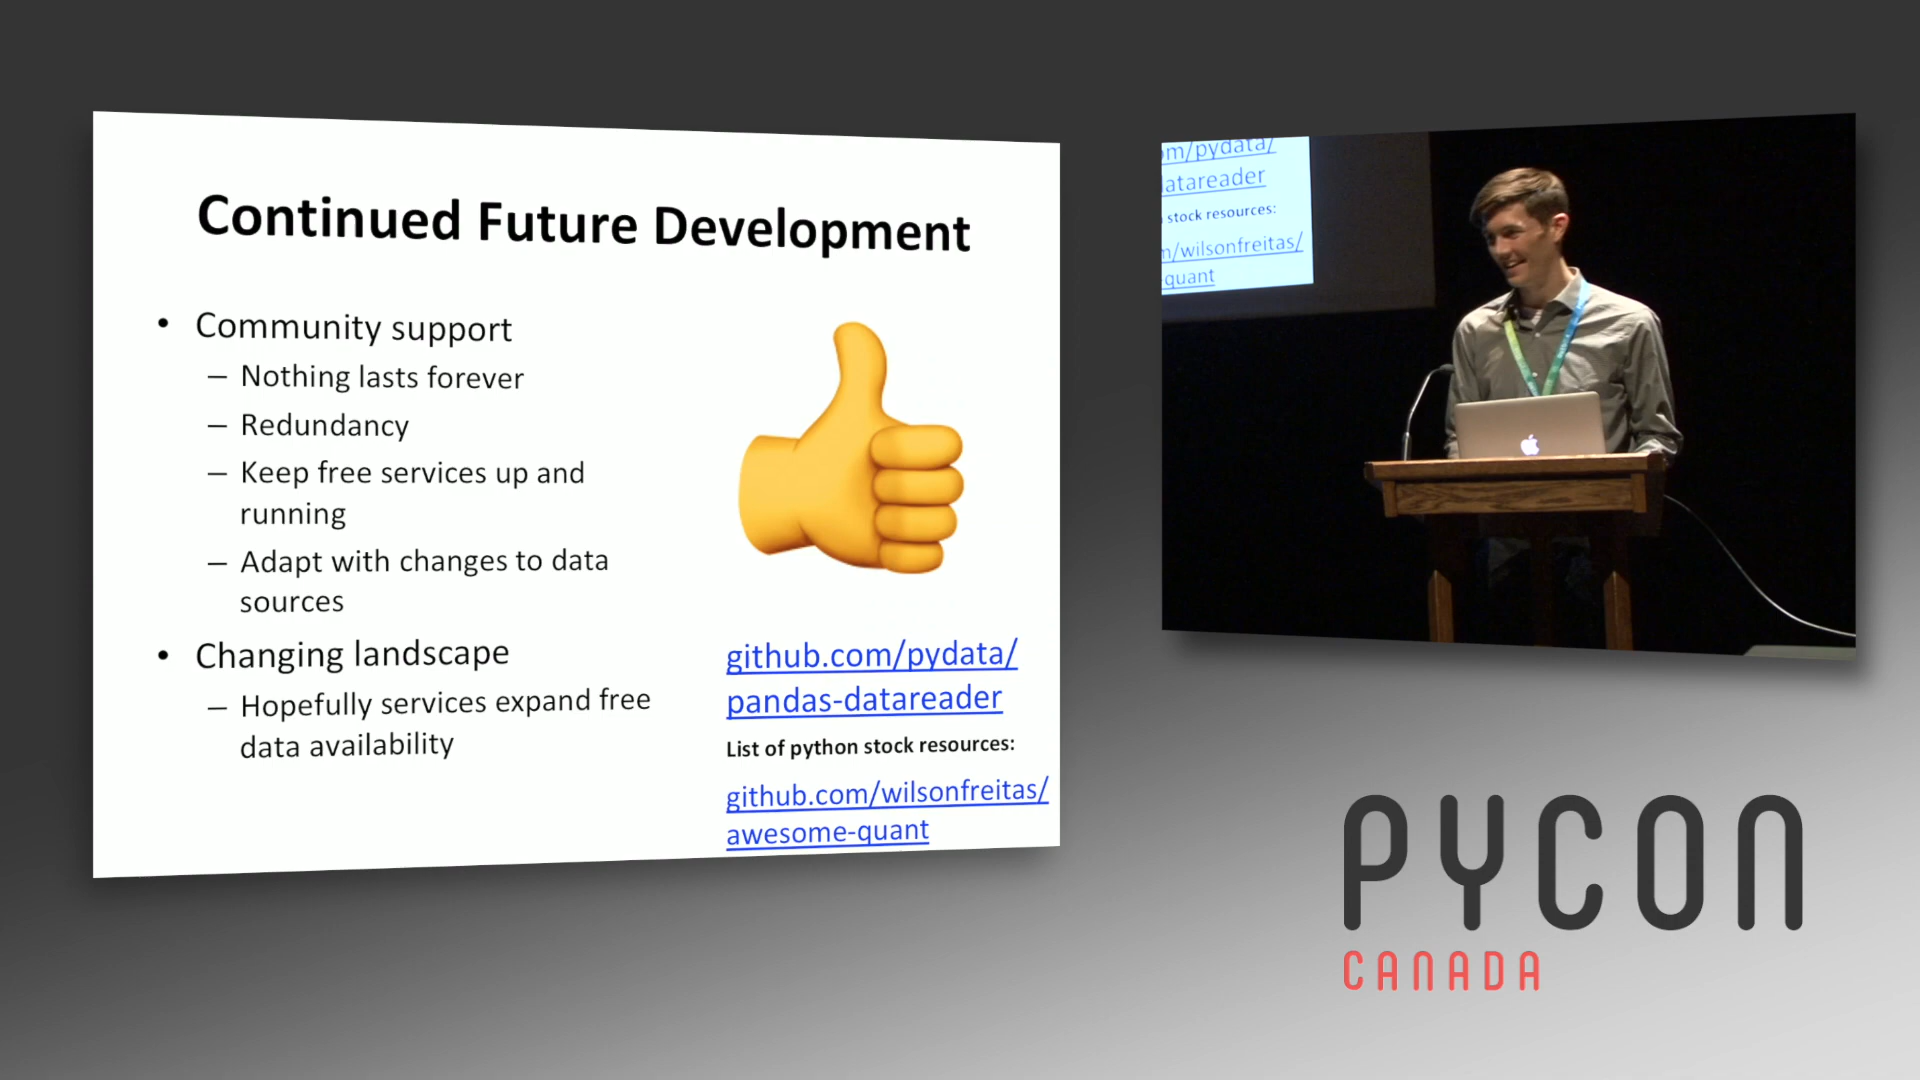 Continued Future Development
• Community support
– Nothing lasts forever
– Redundancy
– Keep free services up and
running
– Adapt with changes to data
sources
• Changing landscape
– Hopefully services expand free
data availability
github.com/pydata/
pandas-datareader
List of python stock resources:
github.com/wilsonfreitas/
awesome-quant
om/pydata/
datareader
stock resources:
m/wilsonfreitas/
-quant
PYCON
CANADA